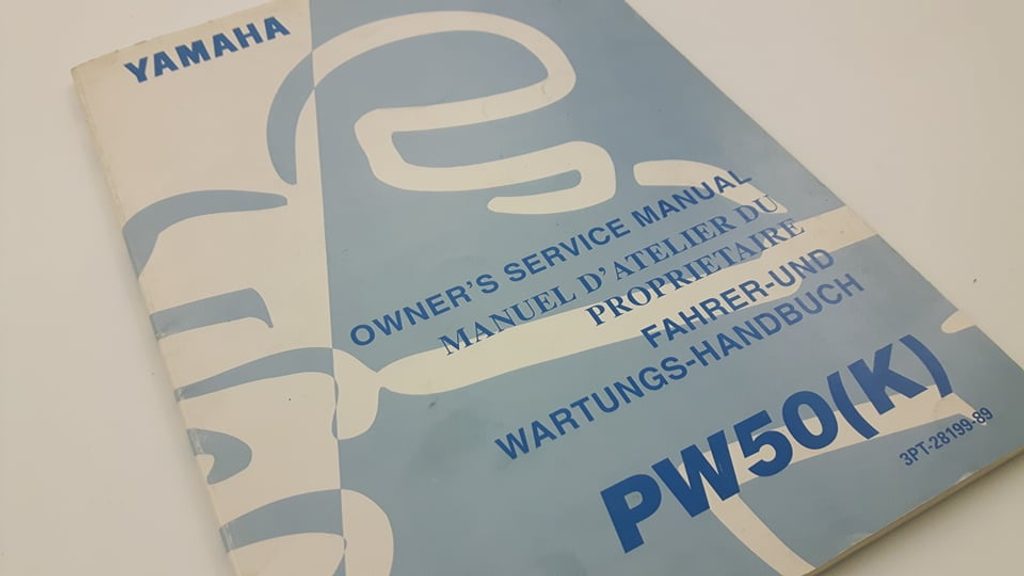 YAMAHA
OWNER'S SERVICE MANUAL
MANUEL D'ATELIER DU
PROPRIETAIRE
FAHRER-UND
WARTUNGS-HANDBUCH
PW50(K)
3PT-28199-89